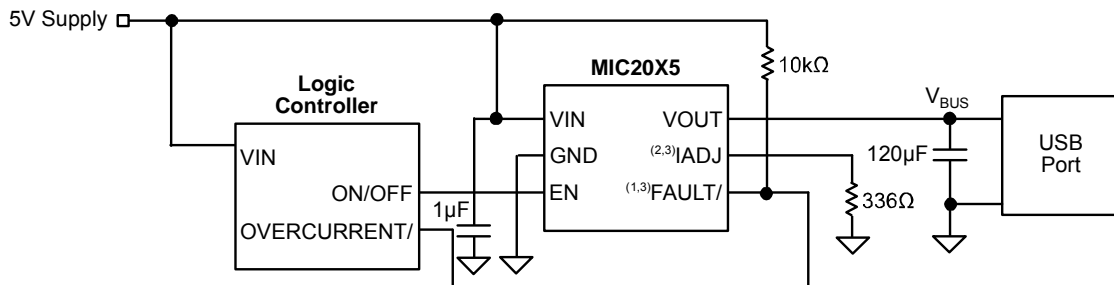 5V Supply
MIC20X5
10kΩ
Logic
Controller
VIN
ON/OFF
OVERCURRENT/
1µF
VIN
GND
EN
VOUT
(2,3)IADJ
(1,3)FAULT/
336Ω
VBUS
120µF
USB
Port